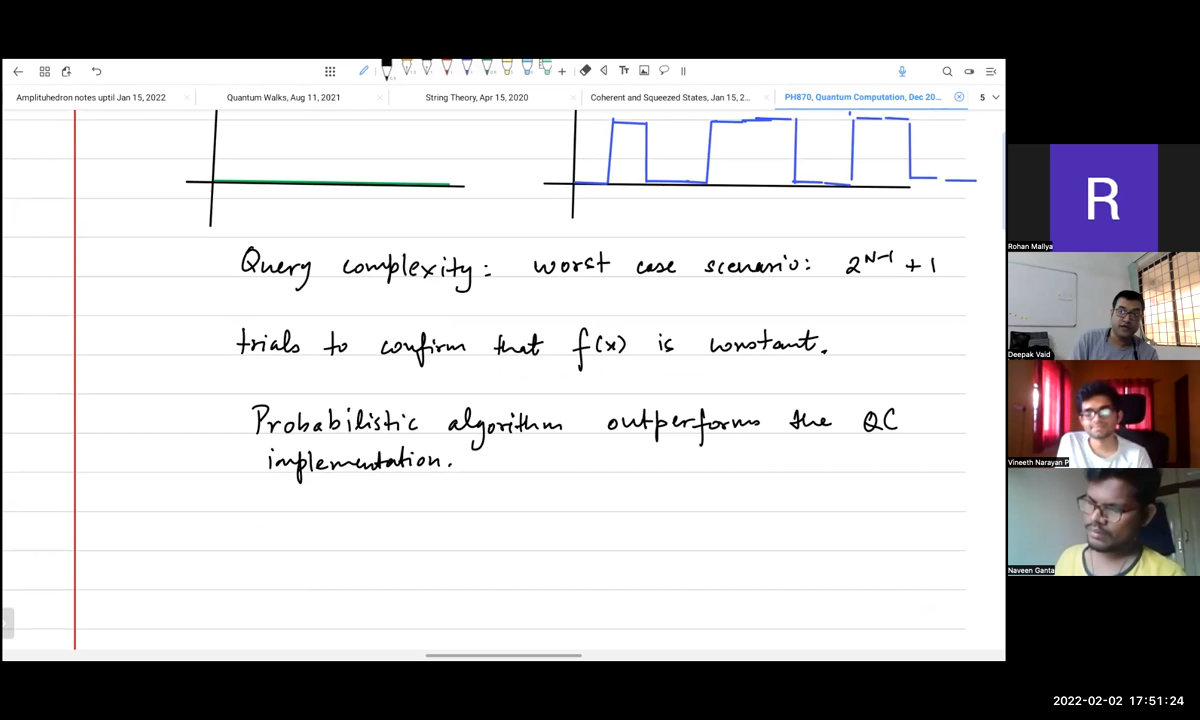 Amplituhedron notes uptil Jan 15, 2022
Quantum Walks, Aug 11, 2021
String Theory, Apr 15, 2020
Coherent and Squeezed States, Jan 15, 2...
PH870, Quantum Computation, Dec 20...
5
Tт
R
Rohan Mallya
Deepak Vaid
Vineeth Narayan P
Naveen Ganta
Query complexity: worst case scenario: 2^N-1 + 1
trials to confirm that f(x) is constant.
Probabilistic algorithm outperforms the QC
implementation.
2022-02-02 17:51:24